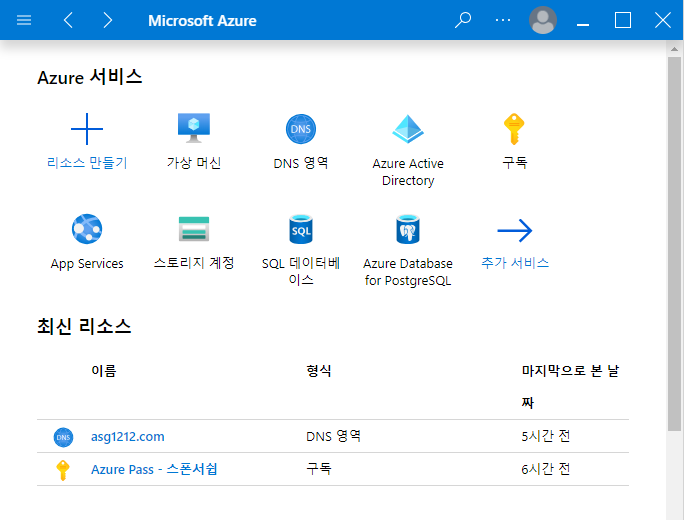 Microsoft Azure
Azure 서비스
리소스 만들기
가상 머신
DNS
DNS 영역
Azure Active
Directory
구독
App Services
스토리지 계정
SQL
SQL 데이터베
이스
Azure Database
for PostgreSQL
추가 서비스
최신 리소스
이름 형식 마지막으로 본 날
짜
DNS asg1212.com DNS 영역 5시간 전
Azure Pass - 스폰서쉽 구독 6시간 전